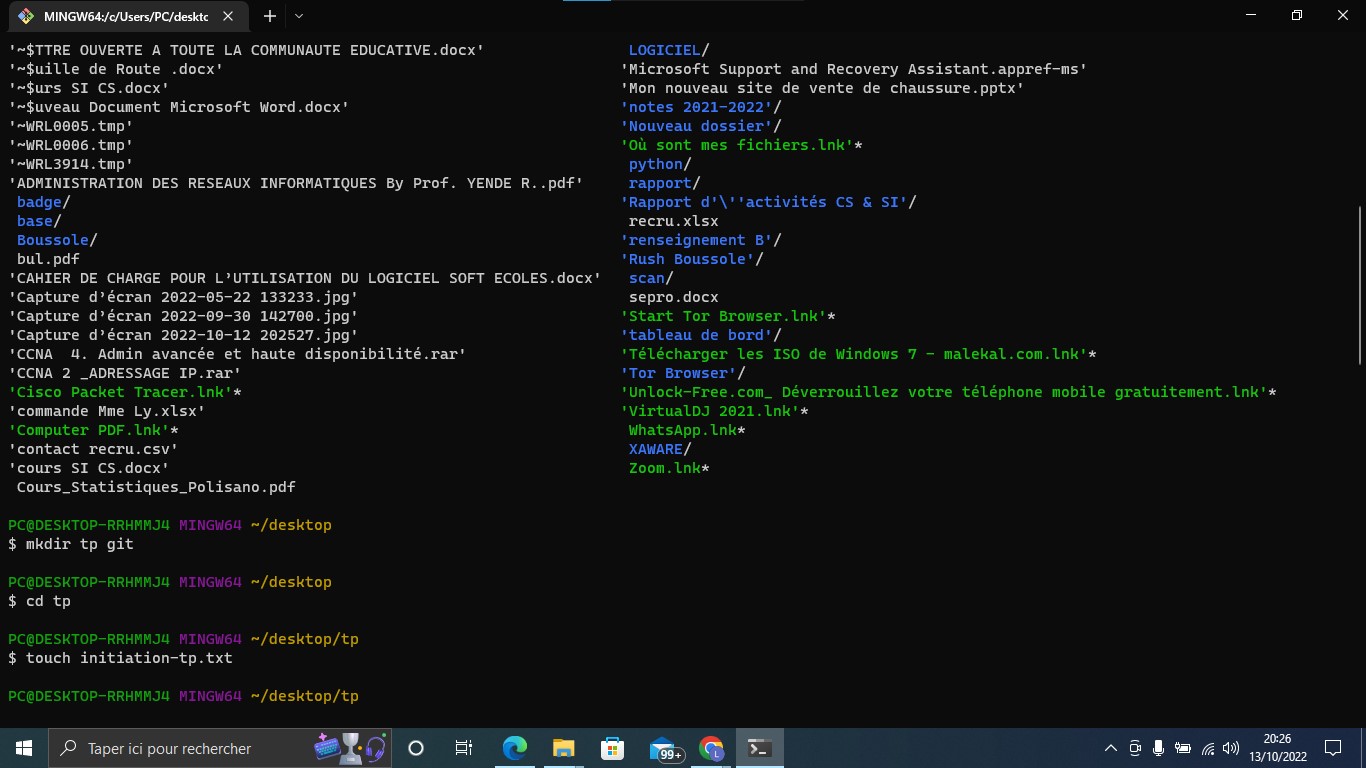 MINGW64:/c/Users/PC/deskto
'~$TTRE OUVERTE A TOUTE LA COMMUNAUTE EDUCATIVE.docx' LOGICIEL/
'~$uille de Route .docx' 'Microsoft Support and Recovery Assistant.appref-ms'
'~$urs SI CS.docx' 'Mon nouveau site de vente de chaussure.pptx'
'~$uveau Document Microsoft Word.docx' 'notes 2021-2022'/
'~WRL0005.tmp' 'Nouveau dossier'/
'~WRL0006.tmp' 'Où sont mes fichiers.lnk'*
'~WRL3914.tmp' python/
'ADMINISTRATION DES RESEAUX INFORMATIQUES By Prof. YENDE R..pdf' rapport/
badge/ 'Rapport d'\''activités CS & SI'/
base/ recru.xlsx
Boussole/ 'renseignement B'/
bul.pdf 'Rush Boussole'/
'CAHIER DE CHARGE POUR L’UTILISATION DU LOGICIEL SOFT ECOLES.docx' scan/
'Capture d’écran 2022-05-22 133233.jpg' sepro.docx
'Capture d’écran 2022-09-30 142700.jpg' 'Start Tor Browser.lnk'*
'Capture d’écran 2022-10-12 202527.jpg' 'tableau de bord'/
'CCNA  4. Admin avancée et haute disponibilité.rar' 'Télécharger les ISO de Windows 7 - malekal.com.lnk'*
'CCNA 2 _ADRESSAGE IP.rar' 'Tor Browser'/
'Cisco Packet Tracer.lnk'* 'Unlock-Free.com_ Déverrouillez votre téléphone mobile gratuitement.lnk'*
'commande Mme Ly.xlsx' 'VirtualDJ 2021.lnk'*
'Computer PDF.lnk'* WhatsApp.lnk*
'contact recru.csv' XAWARE/
'cours SI CS.docx' Zoom.lnk*
Cours_Statistiques_Polisano.pdf
PC@DESKTOP-RRHMMJ4 MINGW64 ~/desktop
$ mkdir tp git
PC@DESKTOP-RRHMMJ4 MINGW64 ~/desktop
$ cd tp
PC@DESKTOP-RRHMMJ4 MINGW64 ~/desktop/tp
$ touch initiation-tp.txt
PC@DESKTOP-RRHMMJ4 MINGW64 ~/desktop/tp
Taper ici pour rechercher 99+ L 20:26
13/10/2022